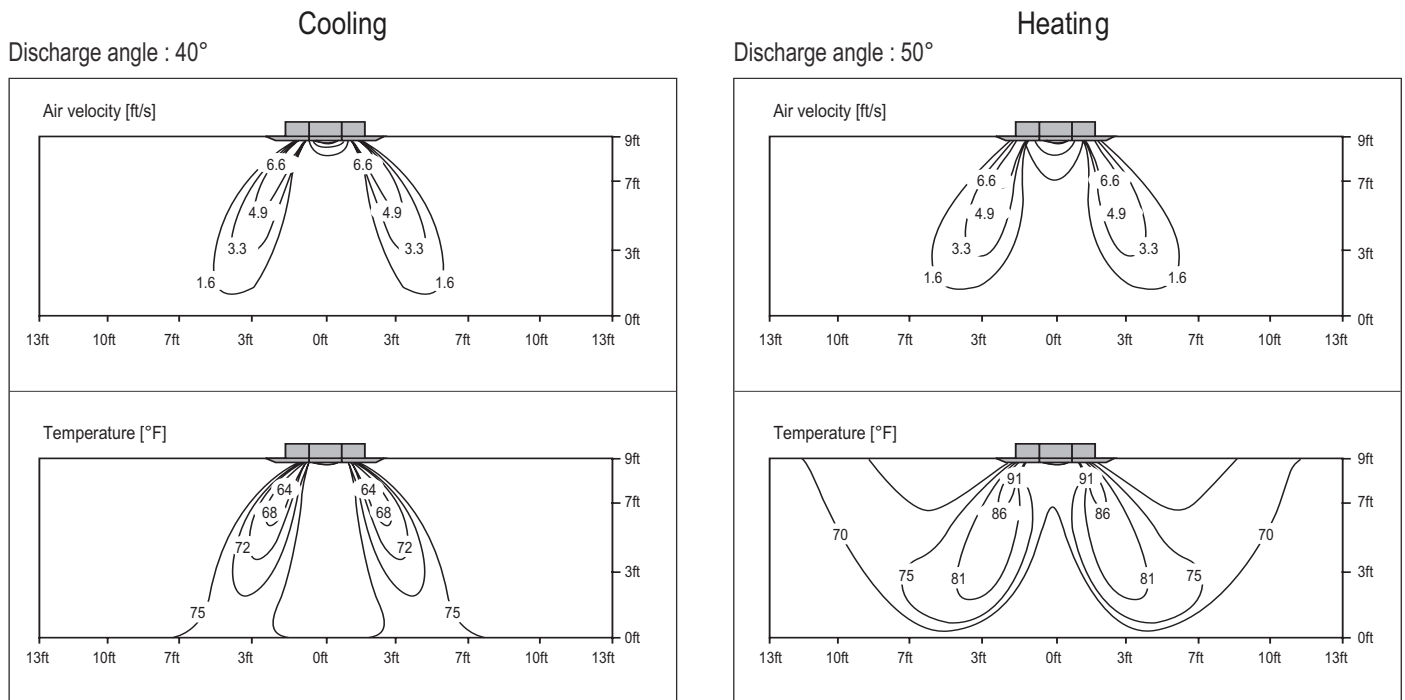 Cooling
Discharge angle : 40°
Air velocity [ft/s]
9ft
6.6 6.6
7ft
4.9 4.9
3.3 3.3
3ft
1.6 1.6
0ft
13ft 10ft 7ft 3ft 0ft 3ft 7ft 10ft 13ft
Temperature [°F]
9ft
64 64
7ft
68 68
72 72
3ft
75 75
0ft
13ft 10ft 7ft 3ft 0ft 3ft 7ft 10ft 13ft
Heating
Discharge angle : 50°
Air velocity [ft/s]
9ft
6.6 6.6
7ft
4.9 4.9
3.3 3.3
3ft
1.6 1.6
0ft
13ft 10ft 7ft 3ft 0ft 3ft 7ft 10ft 13ft
Temperature [°F]
9ft
91 91
7ft
86 86
70 70
75 75
3ft
81 81
0ft
13ft 10ft 7ft 3ft 0ft 3ft 7ft 10ft 13ft